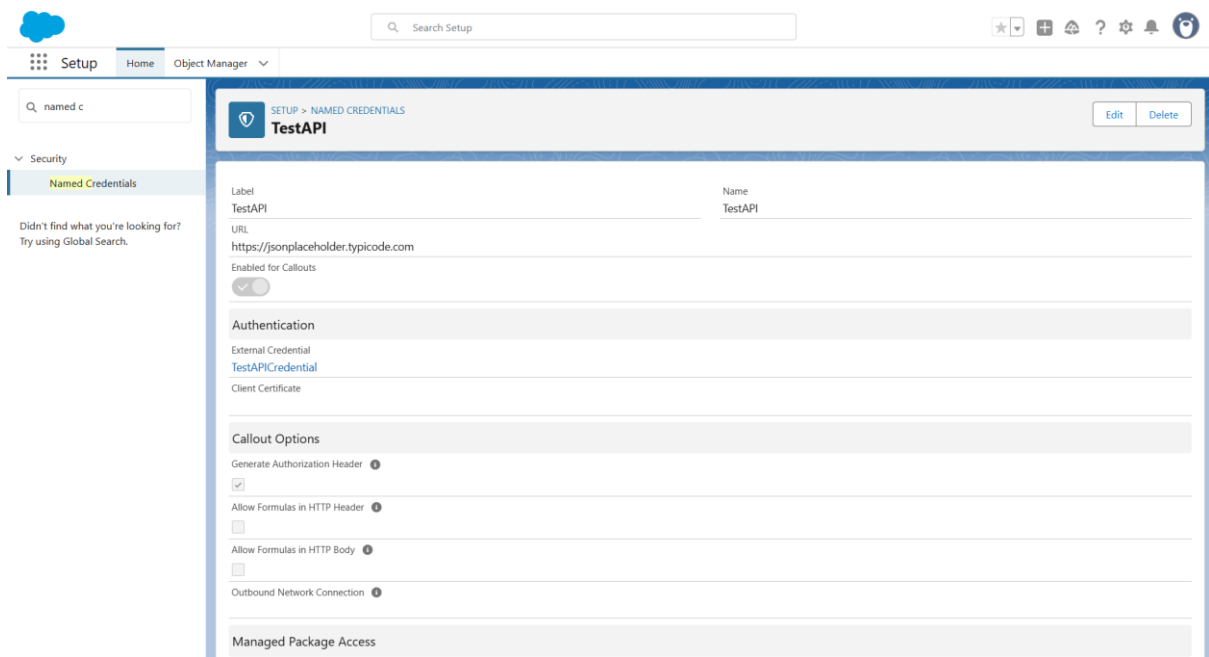 Search Setup
Setup
Home
Object Manager
named c
Security
Named Credentials
Didn't find what you're looking for?
Try using Global Search.
SETUP > NAMED CREDENTIALS
TestAPI
Edit
Delete
Label
TestAPI
Name
TestAPI
URL
https://jsonplaceholder.typicode.com
Enabled for Callouts
Authentication
External Credential
TestAPICredential
Client Certificate
Callout Options
Generate Authorization Header
Allow Formulas in HTTP Header
Allow Formulas in HTTP Body
Outbound Network Connection
Managed Package Access